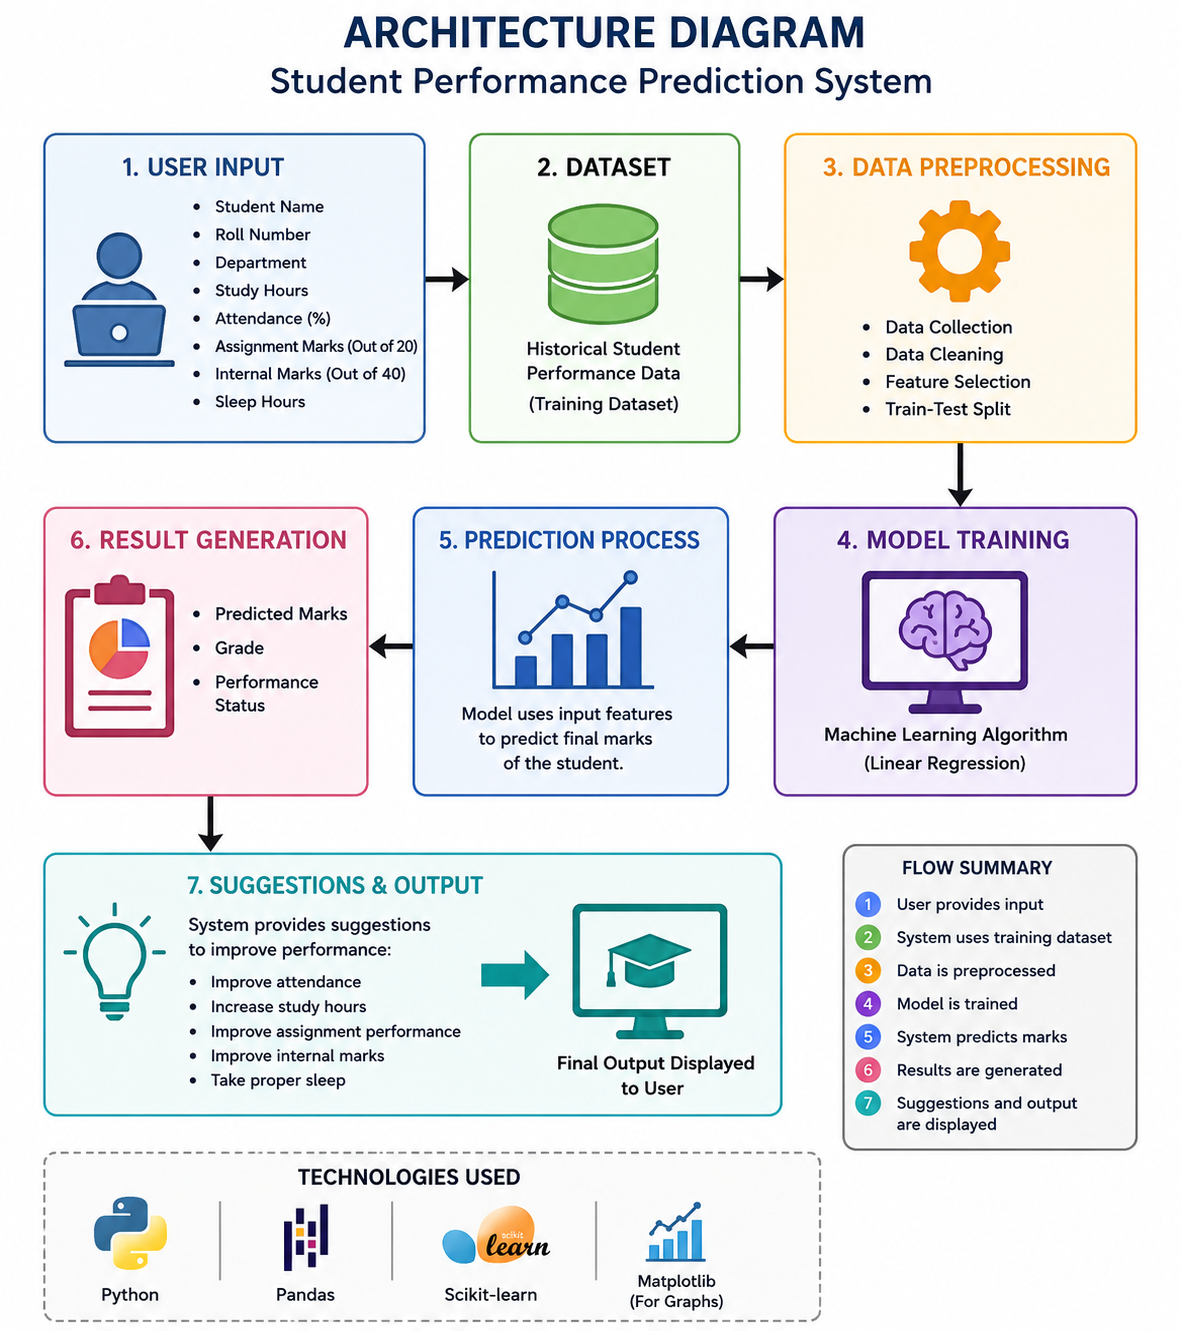 ARCHITECTURE DIAGRAM
Student Performance Prediction System
1. USER INPUT
• Student Name
• Roll Number
• Department
• Study Hours
• Attendance (%)
• Assignment Marks (Out of 20)
• Internal Marks (Out of 40)
• Sleep Hours
2. DATASET
Historical Student
Performance Data
(Training Dataset)
3. DATA PREPROCESSING
• Data Collection
• Data Cleaning
• Feature Selection
• Train-Test Split
4. MODEL TRAINING
Machine Learning Algorithm
(Linear Regression)
5. PREDICTION PROCESS
Model uses input features
to predict final marks
of the student.
6. RESULT GENERATION
• Predicted Marks
• Grade
• Performance
Status
7. SUGGESTIONS & OUTPUT
System provides suggestions
to improve performance:
• Improve attendance
• Increase study hours
• Improve assignment performance
• Improve internal marks
• Take proper sleep
Final Output Displayed
to User
FLOW SUMMARY
1 User provides input
2 System uses training dataset
3 Data is preprocessed
4 Model is trained
5 System predicts marks
6 Results are generated
7 Suggestions and output
are displayed
TECHNOLOGIES USED
Python
Pandas
scikit
learn
Scikit-learn
Matplotlib
(For Graphs)